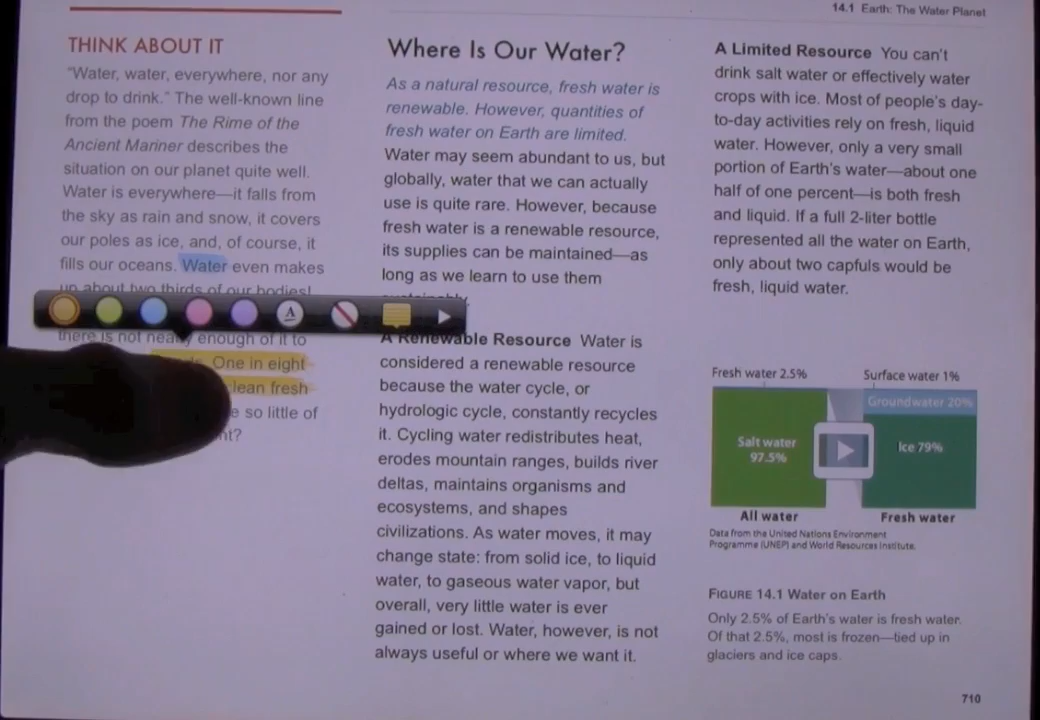 14.1 Earth: The Water Planet
THINK ABOUT IT
"Water, water, everywhere, nor any
drop to drink." The well-known line
from the poem The Rime of the
Ancient Mariner describes the
situation on our planet quite well.
Water is everywhere—it falls from
the sky as rain and snow, it covers
our poles as ice, and, of course, it
fills our oceans. Water even makes
up about two thirds of our bodies!
there is not nearly enough of it to
One in eight
clean fresh
so little of
Where Is Our Water?
As a natural resource, fresh water is
renewable. However, quantities of
fresh water on Earth are limited.
Water may seem abundant to us, but
globally, water that we can actually
use is quite rare. However, because
fresh water is a renewable resource,
its supplies can be maintained—as
long as we learn to use them
sustainably.
A Renewable Resource Water is
considered a renewable resource
because the water cycle, or
hydrologic cycle, constantly recycles
it. Cycling water redistributes heat,
erodes mountain ranges, builds river
deltas, maintains organisms and
ecosystems, and shapes
civilizations. As water moves, it may
change state: from solid ice, to liquid
water, to gaseous water vapor, but
overall, very little water is ever
gained or lost. Water, however, is not
always useful or where we want it.
A Limited Resource You can't
drink salt water or effectively water
crops with ice. Most of people's day-
to-day activities rely on fresh, liquid
water. However, only a very small
portion of Earth's water—about one
half of one percent—is both fresh
and liquid. If a full 2-liter bottle
represented all the water on Earth,
only about two capfuls would be
fresh, liquid water.
Fresh water 2.5%
Surface water 1%
Groundwater 20%
Salt water
97.5%
Ice 79%
All water
Fresh water
Data from the United Nations Environment
Programme (UNEP) and World Resources Institute.
FIGURE 14.1 Water on Earth
Only 2.5% of Earth's water is fresh water.
Of that 2.5%, most is frozen—tied up in
glaciers and ice caps.
710